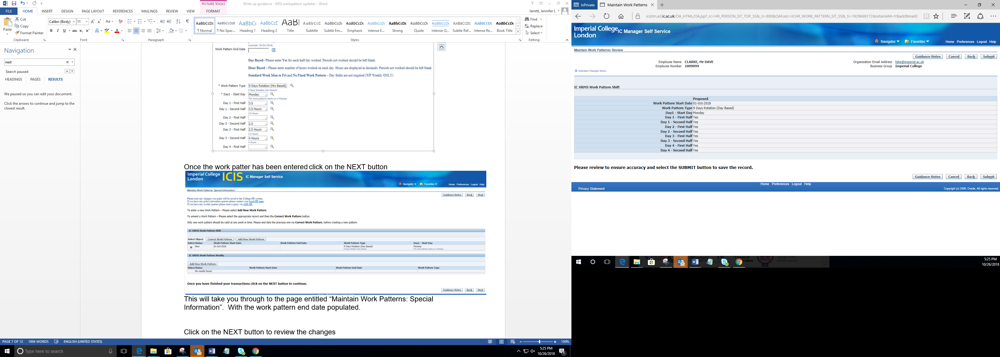 PICTURE TOOLS
Write up guidance - MSS workpattern updates - Word
FILE HOME INSERT DESIGN PAGE LAYOUT REFERENCES MAILINGS REVIEW VIEW FORMAT
Jarrett, Jennifer L
Paste
Cut
Copy
Format Painter
Clipboard
Calibri (Body) 11
Font
Paragraph
AaBbCcDc AaBbCcDdE AaBbCc AaBbCcE AaBl AaBbCcD AaBbCcDc AaBbCcDc AaBbCcDc AaBbCcDc AaBbCcDc AaBbCcDc AABBCCDC AABBCCDE AaBbCcDc
¶ Normal ¶ No Spac... Heading 1 Heading 2 Title Subtitle Subtle Em... Emphasis Intense E... Strong Quote Intense Q... Subtle Ref... Intense Re... Book Title
Styles
Find
Replace
Select
Editing
Navigation
next
Search paused
HEADINGS PAGES RESULTS
We paused so you can edit your document.
Click the arrows to continue and jump to the
closest result.
(example: 26-Oct-2018)
Work Pattern End Date
Day Based– Please enter Yes for each half day worked. Periods not worked should be left blank.
Hour Based – Please enter number of hours worked on each day. Hours are displayed in decimals. Periods not worked should be left blank.
Standard Week Mon to Fri and No Fixed Work Pattern – Day fields are not required (WP Weekly ONLY)
* Work Pattern Type 9 Days Rotation (Hrs Based)
9 Days Rotation (Hrs Based)
* Day1 - Start Day Monday
The work patterns starts on a Monday
Day 1 - First Half 3.5
Day 1 - Second Half 3.5 Hours
3.5 Hours
Day 2 - First Half
Day 2 - Second Half 2.5
Day 3 - First Half 2.5 Hours
2.5 Hours
Day 3 - Second Half 4 Hours
4 Hours
Day 4 - First Half
Once the work patter has been entered click on the NEXT button
Imperial College
London
ICIS IC Manager Self Service
Navigator Favorites Home Preferences Logout Help
Maintain Work Patterns: Special Information
Guidance Notes Back Next
Please note any changes you make will be saved to the College HR system.
If you have any policy/procedure queries please contact your local HR team.
If you have any system queries please raise a query via ASK HR.
To enter a new Work Pattern – Please select Add New Work Pattern
To amend a Work Pattern – Please select the appropriate record and then the Correct Work Pattern button
Only one work pattern should be valid at any point in time. Please end date the previous one via Correct Work Pattern, before creating a new pattern.
IC HRMS Work Pattern Shift
Select Object: Correct Work Pattern | Add New Work Pattern
Select Status Work Pattern Start Date Work Pattern End Date Work Pattern Type Day1 - Start Day
New 01-Oct-2018 9 Days Rotation (Day Based) Monday
9 Days Rotation (Day Based) The work patterns starts on a Monday
IC HRMS Work Pattern Weekly
Add New Work Pattern
Select Status Work Pattern Start Date Work Pattern End Date Work Pattern Type
No results found.
Once you have finished your transactions click on the NEXT button to continue.
Guidance Notes Back Next
This will take you through to the page entitled “Maintain Work Patterns: Special
Information”. With the work pattern end date populated.
Click on the NEXT button to review the changes
PAGE 7 OF 12 1004 WORDS ENGLISH (UNITED STATES) 150%
Type here to search
5:25 PM
10/26/2018
InPrivate Maintain Work Patterns
icistrn.ad.ic.ac.uk/OA_HTML/OA.jsp?_rc=HR_PERSON_SIT_TOP_SS&_ri=800&OAFunc=ICHR_WORK_PATTERN_SIT_SS&_ti=1929669172&retainAM=Y&addBreadC
Imperial College
London
IC Manager Self Service
Navigator Favorites Home Preferences Logout Help
Maintain Work Patterns: Review
Guidance Notes Cancel Back Submit
Employee Name CLARKE, Mr DAVE Organization Email Address fake@imperial.ac.uk
Employee Number 1009099 Business Group Imperial College
Indicates Changed Items.
IC HRMS Work Pattern Shift
Proposed
Work Pattern Start Date 01-Oct-2018
Work Pattern Type 9 Days Rotation (Day Based)
Day1 - Start Day Monday
Day 1 - First Half Yes
Day 1 - Second Half Yes
Day 2 - First Half Yes
Day 2 - Second Half Yes
Day 3 - First Half Yes
Day 3 - Second Half Yes
Day 4 - First Half Yes
Day 4 - Second Half Yes
Please review to ensure accuracy and select the SUBMIT button to save the record.
Guidance Notes Cancel Back Submit
Home Preferences Logout Help
Privacy Statement Copyright (c) 2006, Oracle. All rights reserved.
5:25 PM
10/26/2018